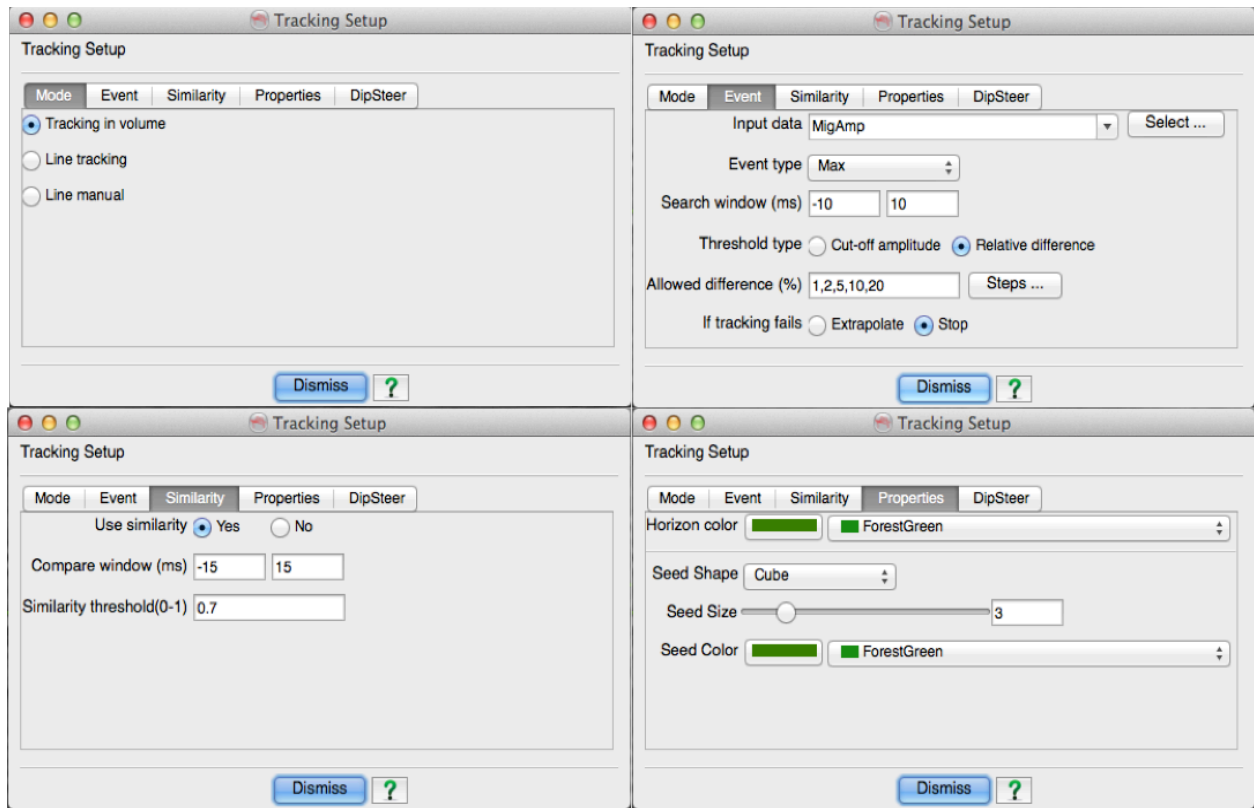 Tracking Setup
Tracking Setup
Mode Event Similarity Properties DipSteer
Tracking in volume
Line tracking
Line manual
Dismiss ?
Tracking Setup
Tracking Setup
Mode Event Similarity Properties DipSteer
Input data MigAmp Select ...
Event type Max
Search window (ms) -10 10
Threshold type Cut-off amplitude Relative difference
Allowed difference (%) 1,2,5,10,20 Steps ...
If tracking fails Extrapolate Stop
Dismiss ?
Tracking Setup
Tracking Setup
Mode Event Similarity Properties DipSteer
Use similarity Yes No
Compare window (ms) -15 15
Similarity threshold(0-1) 0.7
Dismiss ?
Tracking Setup
Tracking Setup
Mode Event Similarity Properties DipSteer
Horizon color ForestGreen
Seed Shape Cube
Seed Size 3
Seed Color ForestGreen
Dismiss ?